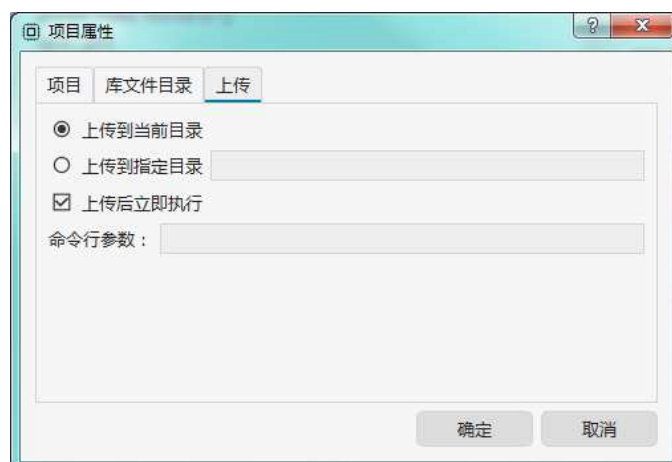 项目属性
项目 库文件目录 上传
上传到当前目录
上传到指定目录
上传后立即执行
命令行参数：
确定 取消